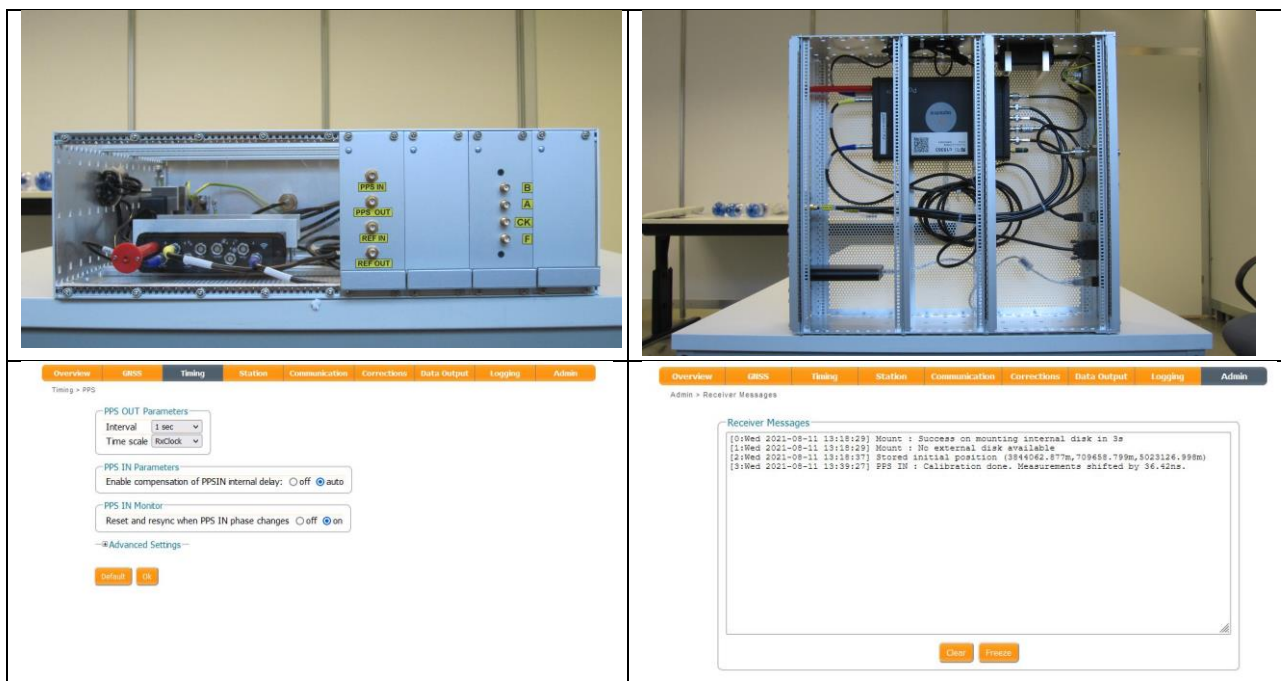 PPS IN
PPS OUT
REF IN
REF OUT
B
A
CK
F
Overview GNSS Timing Station Communication Corrections Data Output Logging Admin
Timing > PPS
PPS OUT Parameters
Interval 1 sec
Time scale RxClock
PPS IN Parameters
Enable compensation of PPSIN internal delay: off auto
PPS IN Monitor
Reset and resync when PPS IN phase changes off on
Advanced Settings
Default Ok
Overview GNSS Timing Station Communication Corrections Data Output Logging Admin
Admin > Receiver Messages
Receiver Messages
[0:Wed 2021-08-11 13:18:29] Mount : Success on mounting internal disk in 3s
[1:Wed 2021-08-11 13:18:29] Mount : No external disk available
[2:Wed 2021-08-11 13:18:37] Stored initial position (3844062.877m,709658.799m,5023126.998m)
[3:Wed 2021-08-11 13:39:27] PPS IN : Calibration done. Measurements shifted by 36.42ns.
Clear Freeze